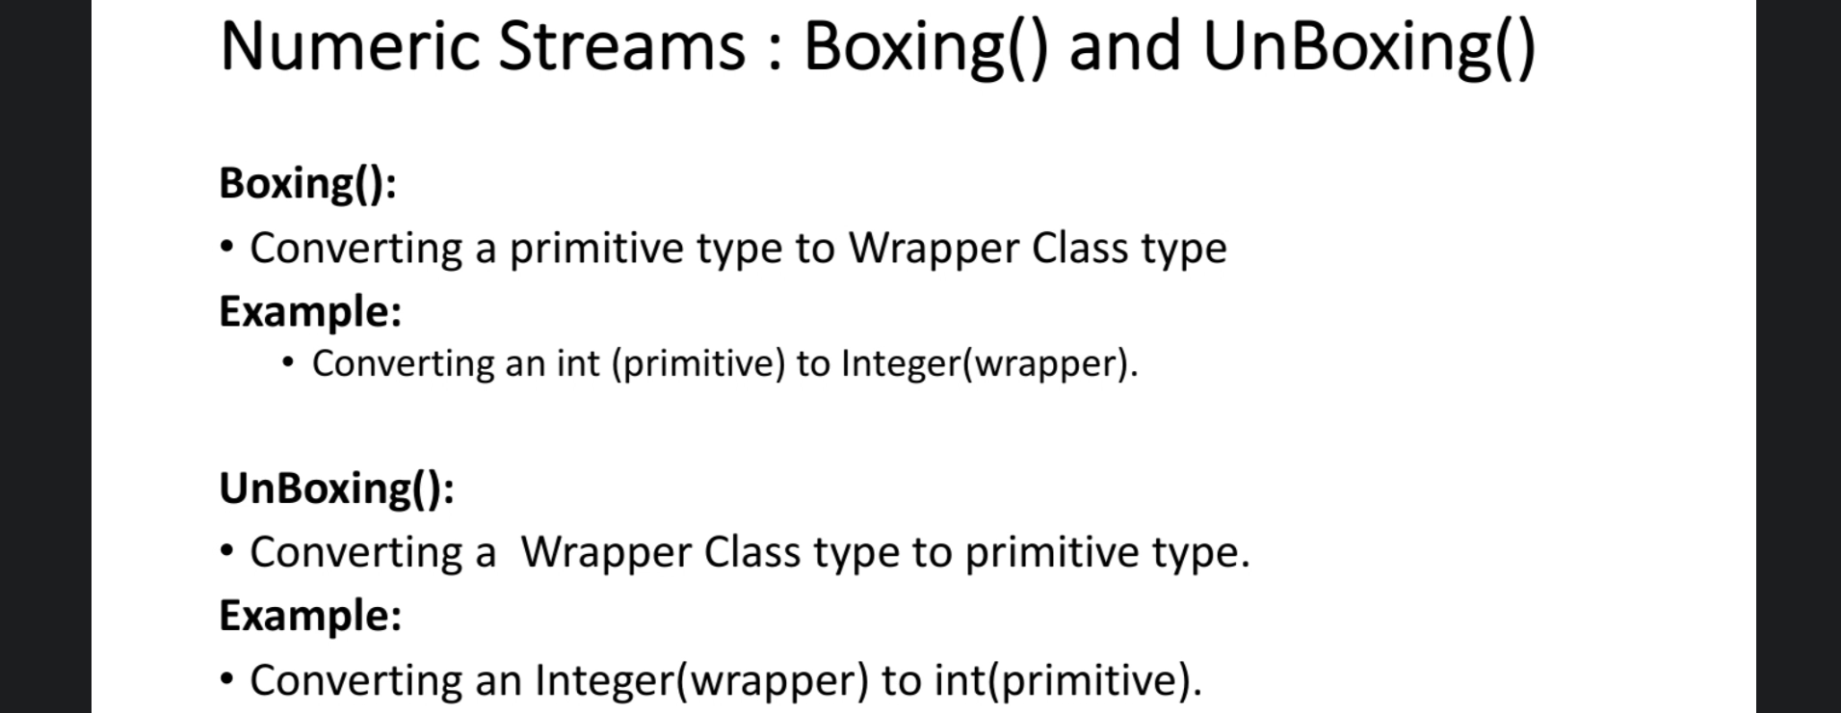 Numeric Streams : Boxing() and UnBoxing()
Boxing():
• Converting a primitive type to Wrapper Class type
Example:
• Converting an int (primitive) to Integer(wrapper).
UnBoxing():
• Converting a  Wrapper Class type to primitive type.
Example:
• Converting an Integer(wrapper) to int(primitive).